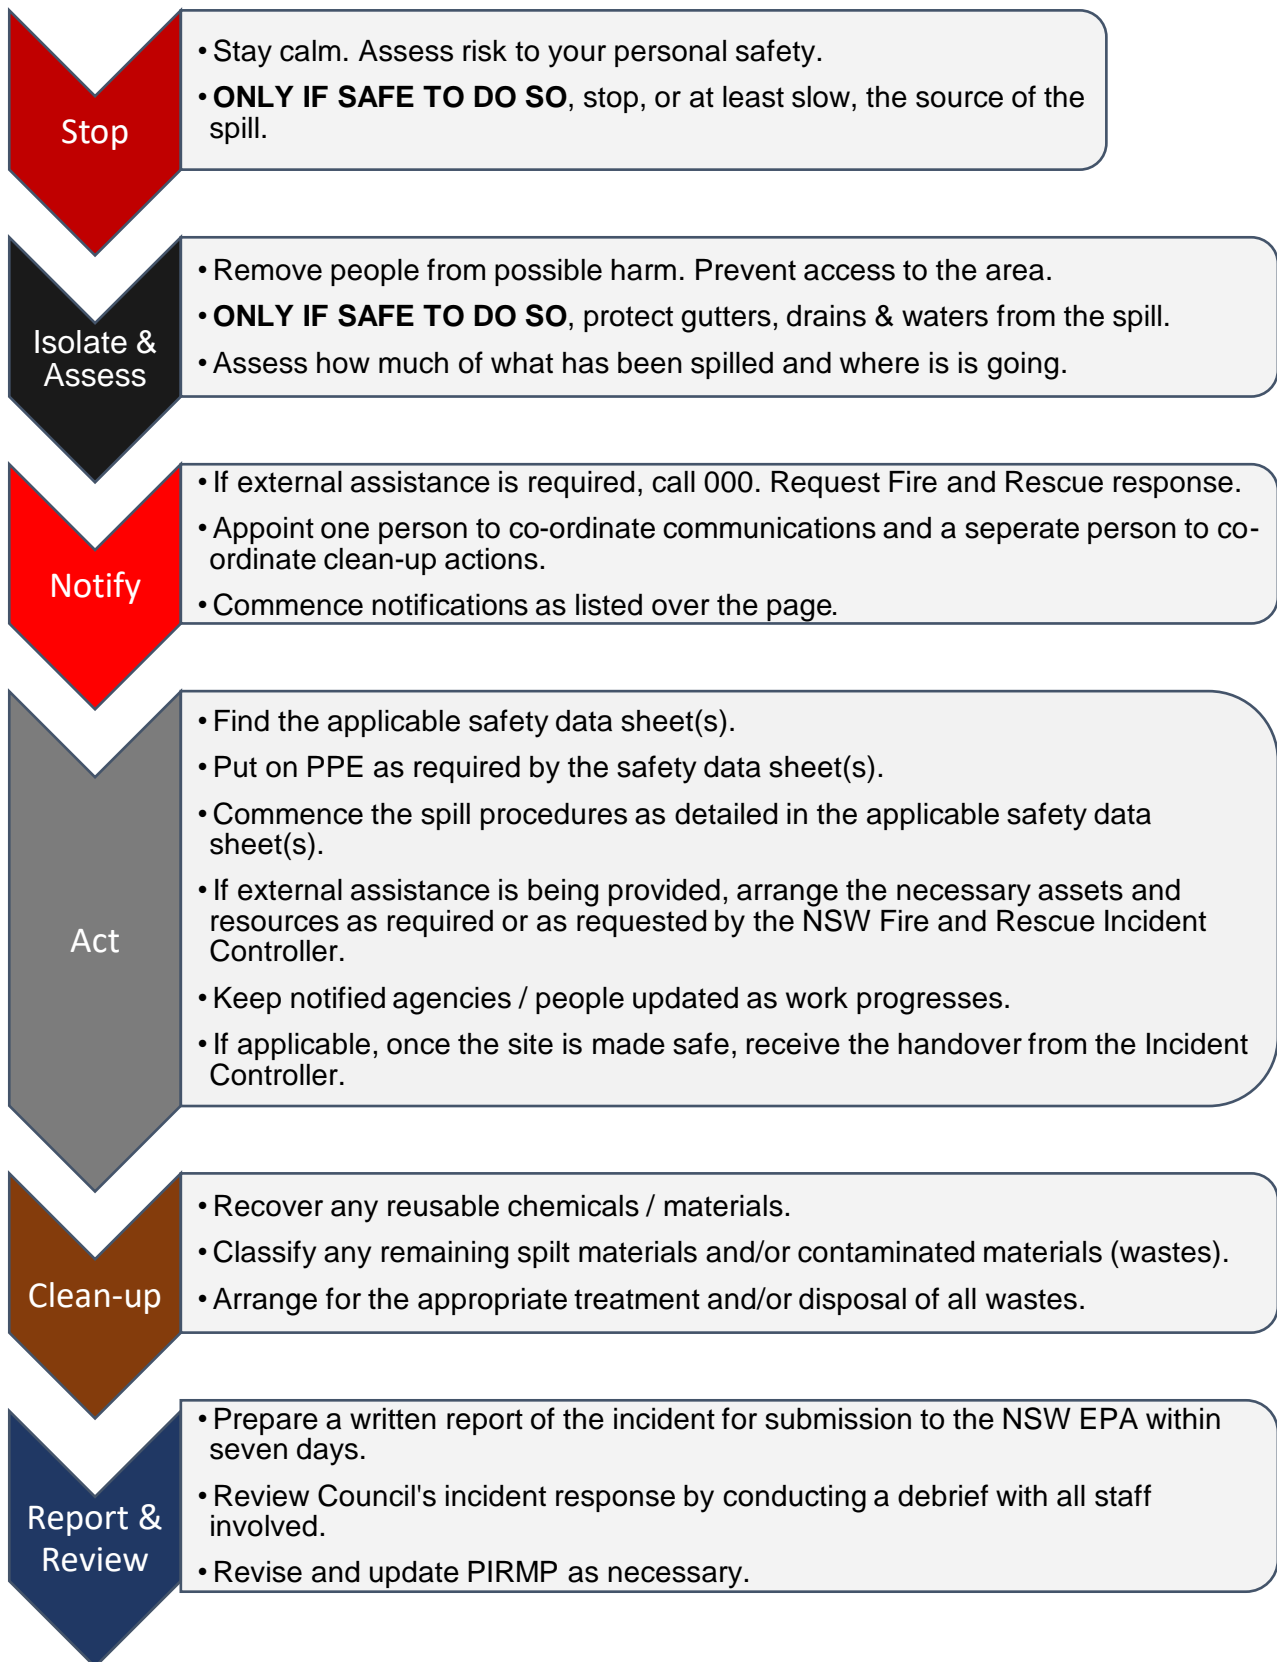 Stop
• Stay calm. Assess risk to your personal safety.
• ONLY IF SAFE TO DO SO, stop, or at least slow, the source of the
spill.
Isolate &
Assess
• Remove people from possible harm. Prevent access to the area.
• ONLY IF SAFE TO DO SO, protect gutters, drains & waters from the spill.
• Assess how much of what has been spilled and where is is going.
Notify
• If external assistance is required, call 000. Request Fire and Rescue response.
• Appoint one person to co-ordinate communications and a seperate person to co-
ordinate clean-up actions.
• Commence notifications as listed over the page.
Act
• Find the applicable safety data sheet(s).
• Put on PPE as required by the safety data sheet(s).
• Commence the spill procedures as detailed in the applicable safety data
sheet(s).
• If external assistance is being provided, arrange the necessary assets and
resources as required or as requested by the NSW Fire and Rescue Incident
Controller.
• Keep notified agencies / people updated as work progresses.
• If applicable, once the site is made safe, receive the handover from the Incident
Controller.
Clean-up
• Recover any reusable chemicals / materials.
• Classify any remaining spilt materials and/or contaminated materials (wastes).
• Arrange for the appropriate treatment and/or disposal of all wastes.
Report &
Review
• Prepare a written report of the incident for submission to the NSW EPA within
seven days.
• Review Council's incident response by conducting a debrief with all staff
involved.
• Revise and update PIRMP as necessary.